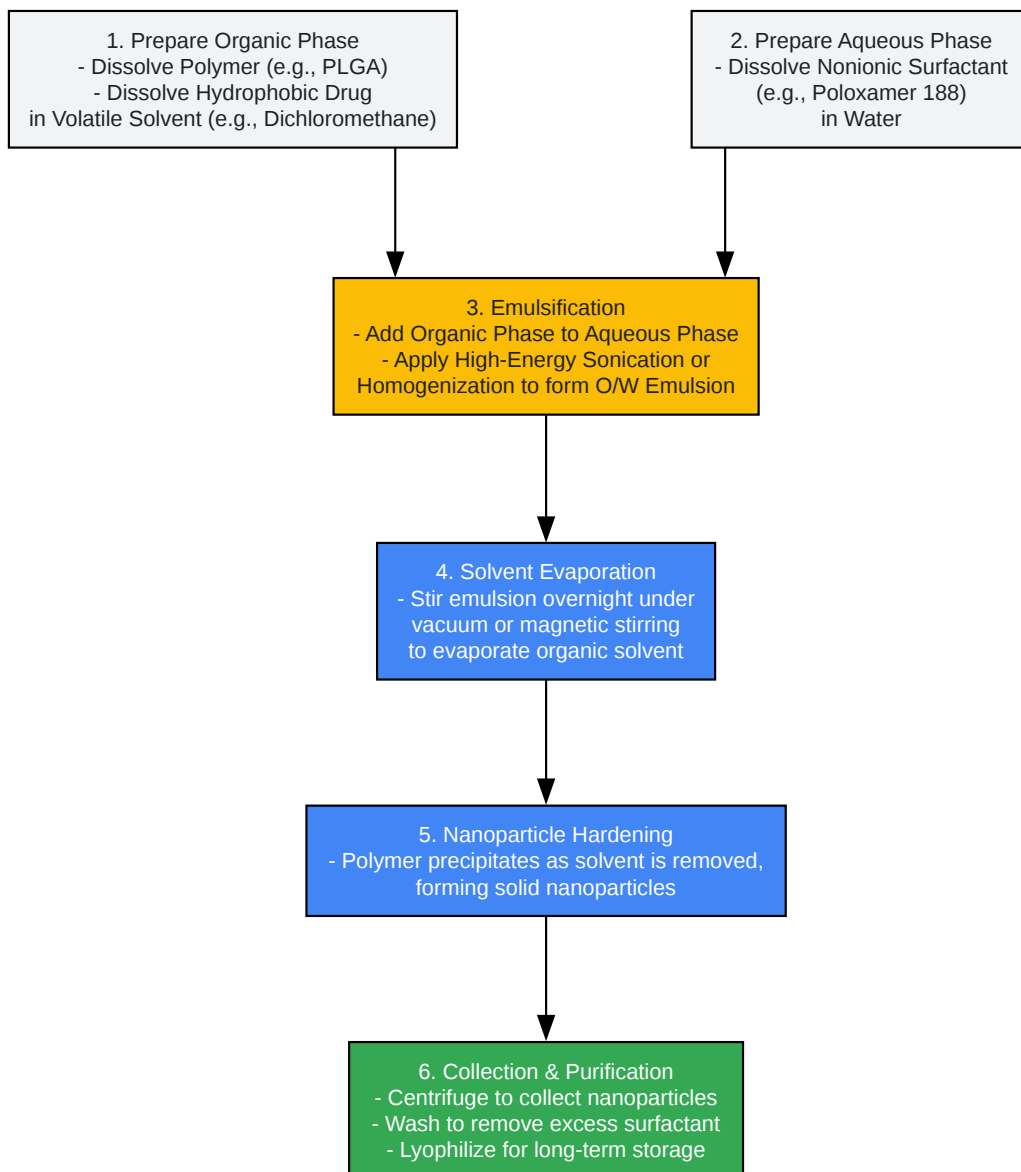 1. Prepare Organic Phase
- Dissolve Polymer (e.g., PLGA)
- Dissolve Hydrophobic Drug
in Volatile Solvent (e.g., Dichloromethane)
2. Prepare Aqueous Phase
- Dissolve Nonionic Surfactant
(e.g., Poloxamer 188)
in Water
3. Emulsification
- Add Organic Phase to Aqueous Phase
- Apply High-Energy Sonication or
Homogenization to form O/W Emulsion
4. Solvent Evaporation
- Stir emulsion overnight under
vacuum or magnetic stirring
to evaporate organic solvent
5. Nanoparticle Hardening
- Polymer precipitates as solvent is removed,
forming solid nanoparticles
6. Collection & Purification
- Centrifuge to collect nanoparticles
- Wash to remove excess surfactant
- Lyophilize for long-term storage